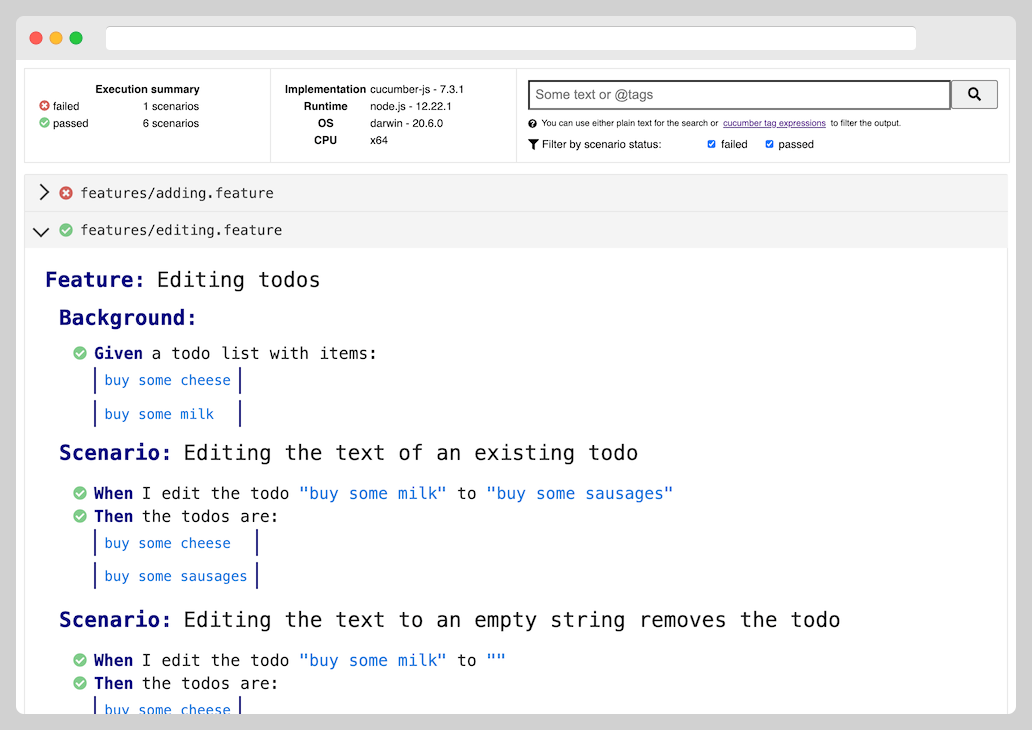 Execution summary
failed 1 scenarios
passed 6 scenarios
Implementation cucumber-js - 7.3.1
Runtime node.js - 12.22.1
OS darwin - 20.6.0
CPU x64
Some text or @tags
You can use either plain text for the search or cucumber tag expressions to filter the output.
Filter by scenario status: failed passed
features/adding.feature
features/editing.feature
Feature: Editing todos
Background:
Given a todo list with items:
buy some cheese
buy some milk
Scenario: Editing the text of an existing todo
When I edit the todo "buy some milk" to "buy some sausages"
Then the todos are:
buy some cheese
buy some sausages
Scenario: Editing the text to an empty string removes the todo
When I edit the todo "buy some milk" to ""
Then the todos are:
buy some cheese